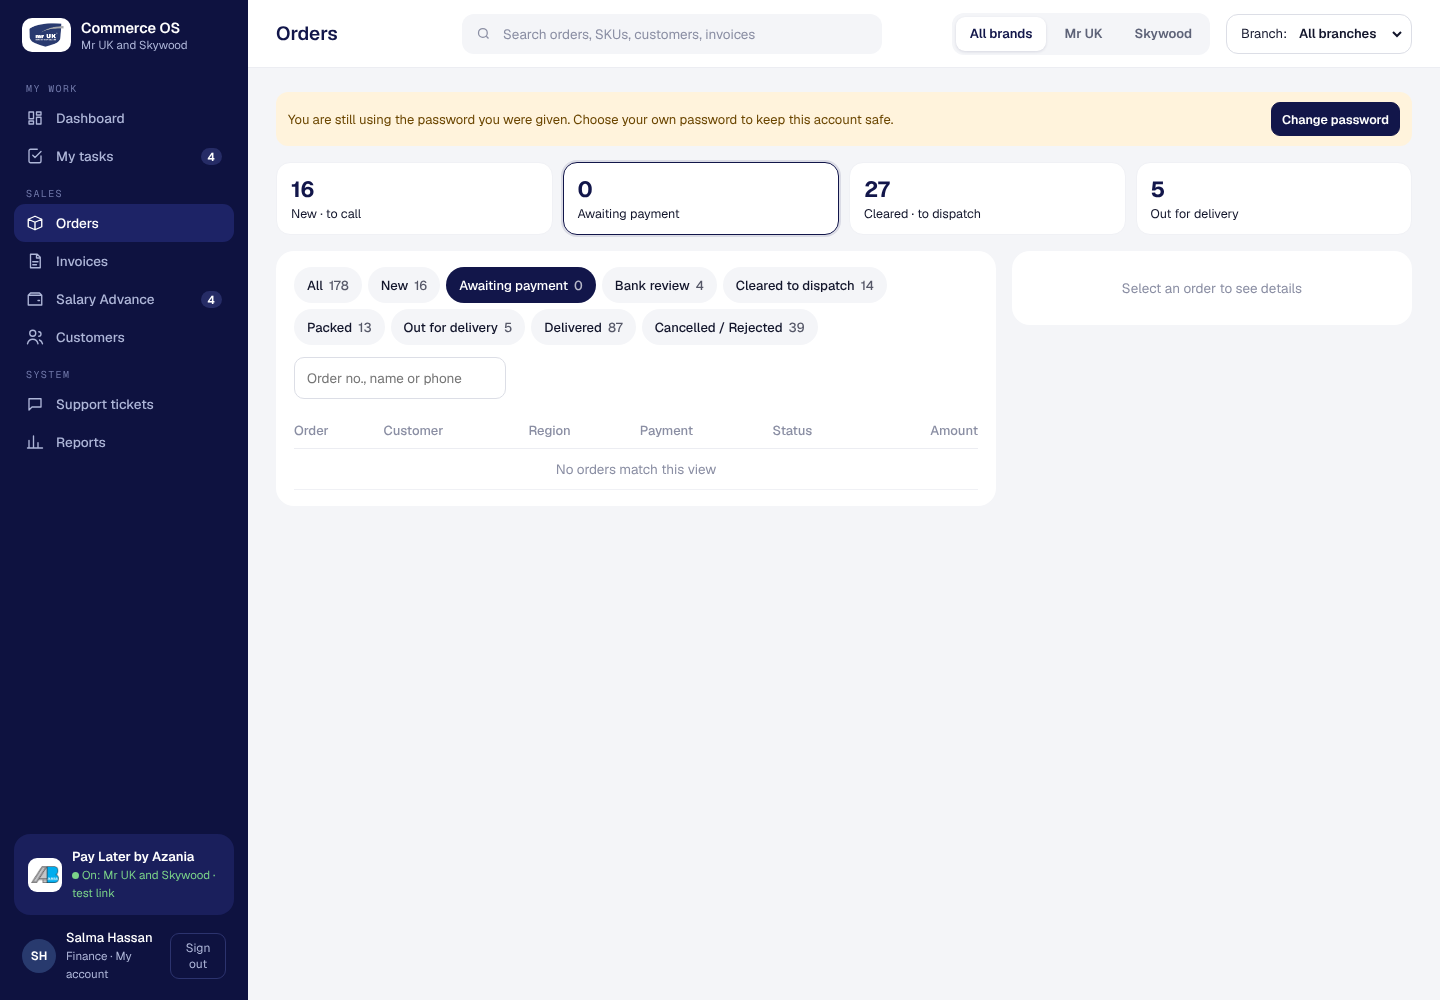 Commerce OS
Mr UK and Skywood
Orders
Search orders, SKUs, customers, invoices
All brands
Mr UK
Skywood
Branch: All branches
MY WORK
Dashboard
My tasks 4
SALES
Orders
Invoices
Salary Advance 4
Customers
SYSTEM
Support tickets
Reports
You are still using the password you were given. Choose your own password to keep this account safe.
Change password
16
New · to call
0
Awaiting payment
27
Cleared · to dispatch
5
Out for delivery
All 178
New 16
Awaiting payment 0
Bank review 4
Cleared to dispatch 14
Packed 13
Out for delivery 5
Delivered 87
Cancelled / Rejected 39
Order no., name or phone
Order Customer Region Payment Status Amount
No orders match this view
Select an order to see details
Pay Later by Azania
On: Mr UK and Skywood ·
test link
SH
Salma Hassan
Finance · My
account
Sign
out